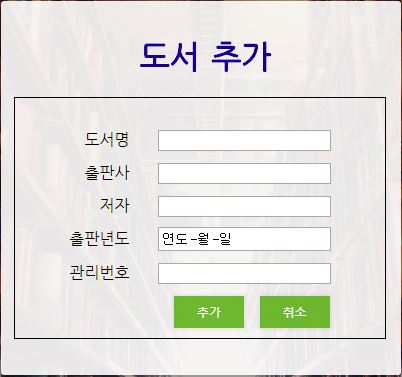 도서 추가
도서명
출판사
저자
출판년도 연도-월-일
관리번호
추가 취소